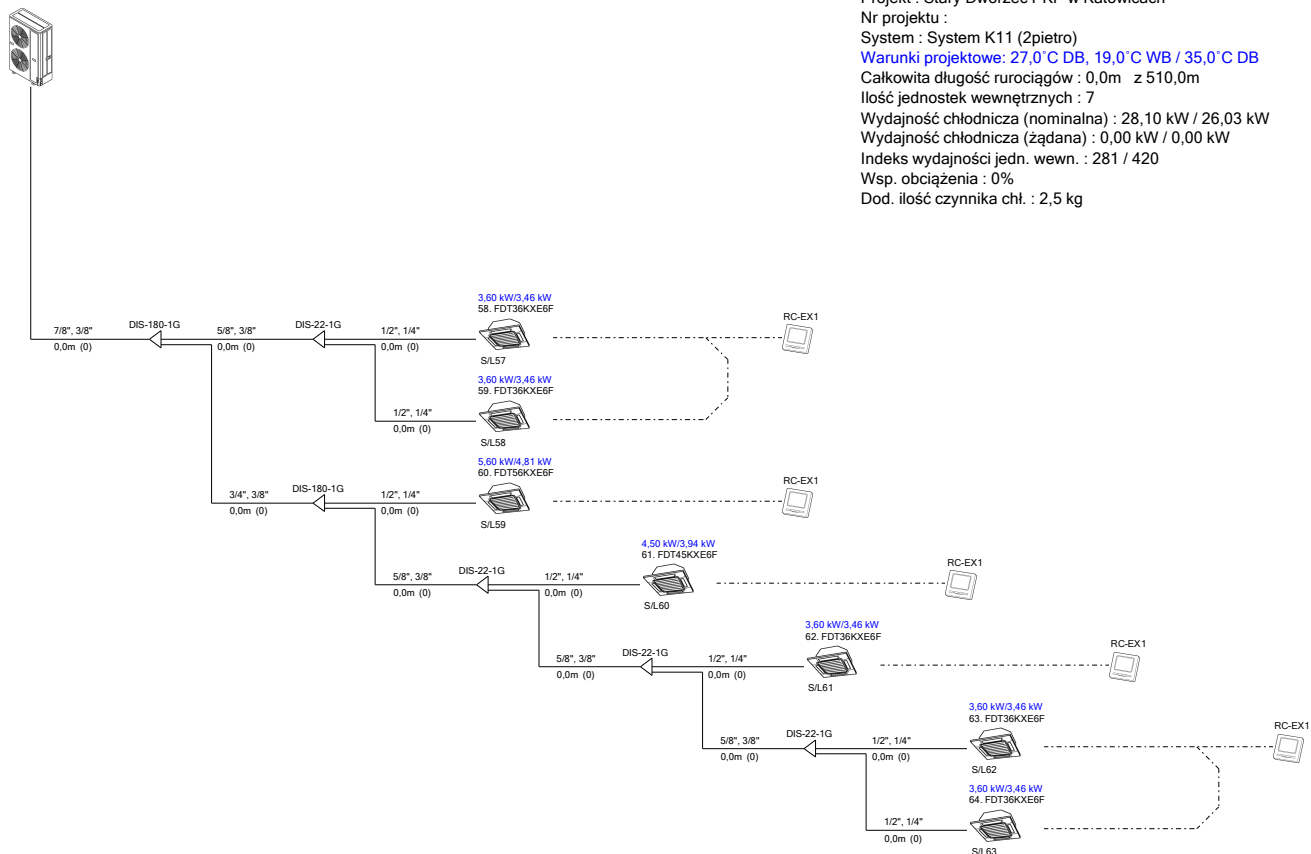 Projekt : Stary Dworzec PKP w Katowicach
Nr projektu :
System : System K11 (2pietro)
Warunki projektowe: 27,0°C DB, 19,0°C WB / 35,0°C DB
Całkowita długość rurociągów : 0,0m z 510,0m
Ilość jednostek wewnętrznych : 7
Wydajność chłodnicza (nominalna) : 28,10 kW / 26,03 kW
Wydajność chłodnicza (żądana) : 0,00 kW / 0,00 kW
Indeks wydajności jedn. wewn. : 281 / 420
Wsp. obciążenia : 0%
Dod. ilość czynnika chł. : 2,5 kg
3,60 kW/3,46 kW
58. FDT36KXE6F
RC-EX1
7/8", 3/8"
DIS-180-1G
5/8", 3/8"
DIS-22-1G
1/2", 1/4"
0,0m (0)
0,0m (0)
0,0m (0)
S/L57
3,60 kW/3,46 kW
59. FDT36KXE6F
1/2", 1/4"
0,0m (0)
S/L58
5,60 kW/4,81 kW
60. FDT56KXE6F
RC-EX1
3/4", 3/8"
DIS-180-1G
1/2", 1/4"
0,0m (0)
0,0m (0)
S/L59
4,50 kW/3,94 kW
61. FDT45KXE6F
RC-EX1
5/8", 3/8"
DIS-22-1G
1/2", 1/4"
0,0m (0)
0,0m (0)
S/L60
3,60 kW/3,46 kW
62. FDT36KXE6F
RC-EX1
5/8", 3/8"
DIS-22-1G
1/2", 1/4"
0,0m (0)
0,0m (0)
S/L61
3,60 kW/3,46 kW
63. FDT36KXE6F
RC-EX1
5/8", 3/8"
DIS-22-1G
1/2", 1/4"
0,0m (0)
0,0m (0)
S/L62
3,60 kW/3,46 kW
64. FDT36KXE6F
1/2", 1/4"
0,0m (0)
S/L63